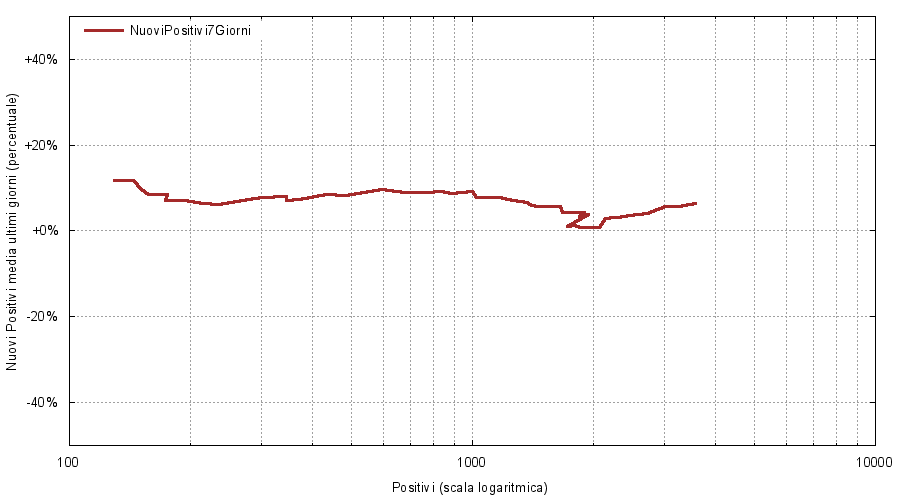 NuoviPositivi7Giorni
+40%
+20%
+0%
-20%
-40%
Nuovi Positivi media ultimi giorni (percentuale)
100
1000
10000
Positivi (scala logaritmica)